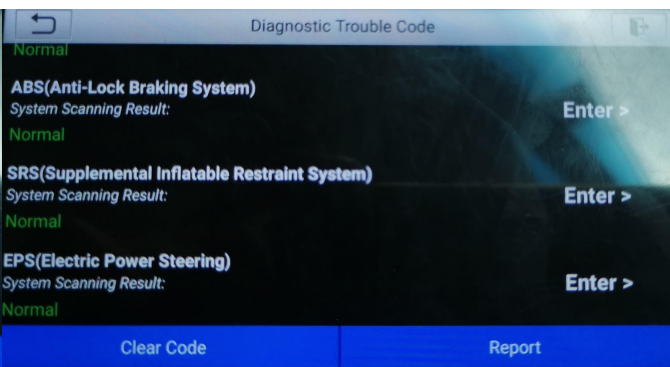 Diagnostic Trouble Code
Normal
ABS(Anti-Lock Braking System)
System Scanning Result:
Enter >
Normal
SRS(Supplemental Inflatable Restraint System)
System Scanning Result:
Enter >
Normal
EPS(Electric Power Steering)
System Scanning Result:
Enter >
Normal
Clear Code
Report